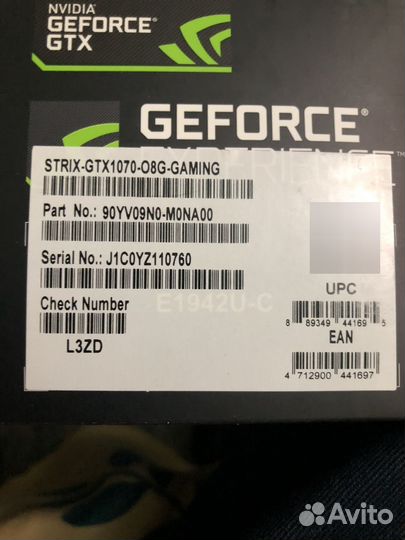 NVIDIA
GEFORCE
GTX
GEFORCE®
EXPERIENCE
STRIX-GTX1070-O8G-GAMING
Part No.: 90YV09N0-M0NA00
Serial No.: J1C0YZ110760
Check Number
E1942U-C
L3ZD
UPC
8 89349 44169 5
EAN
4 712900 441697
Avito